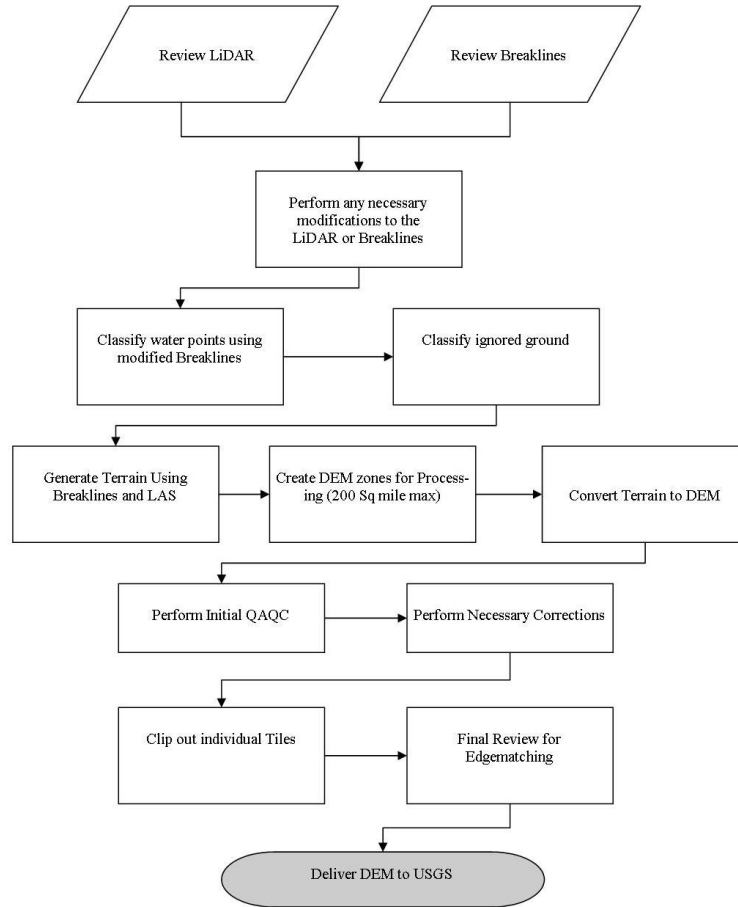 Review LiDAR
Review Breaklines
Perform any necessary
modifications to the
LiDAR or Breaklines
Classify water points using
modified Breaklines
Classify ignored ground
Generate Terrain Using
Breaklines and LAS
Create DEM zones for Process-
ing (200 Sq mile max)
Convert Terrain to DEM
Perform Initial QAQC
Perform Necessary Corrections
Clip out individual Tiles
Final Review for
Edgematching
Deliver DEM to USGS